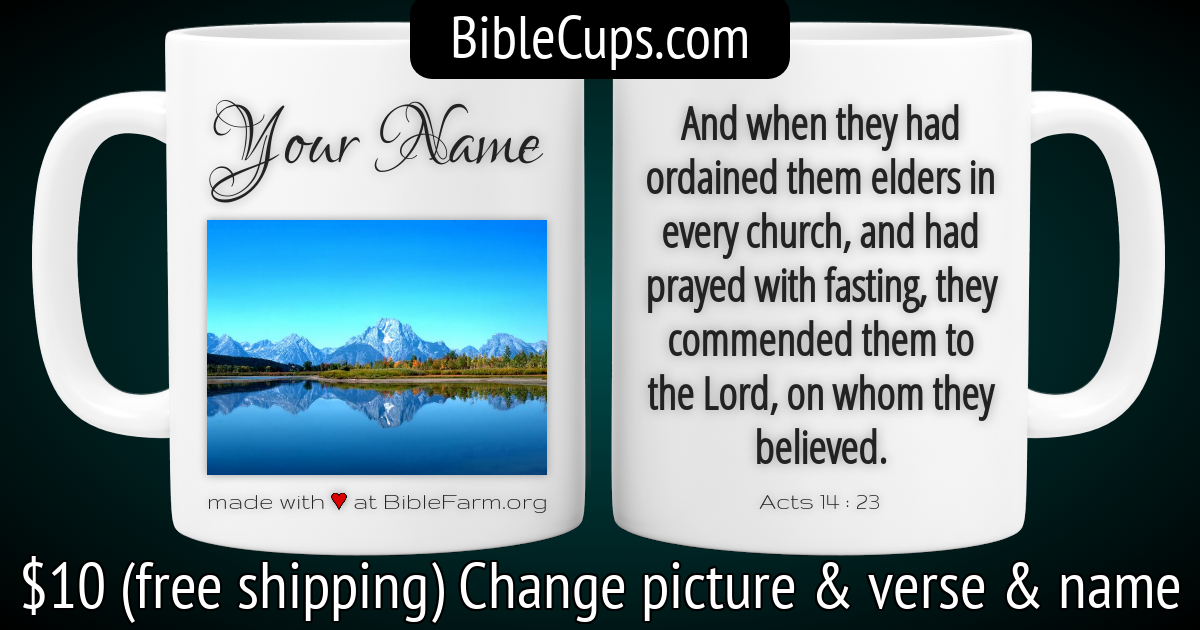 BibleCups.com
Your Name
made with ♥ at BibleFarm.org
And when they had
ordained them elders in
every church, and had
prayed with fasting, they
commended them to
the Lord, on whom they
believed.
Acts 14 : 23
$10 (free shipping) Change picture & verse & name